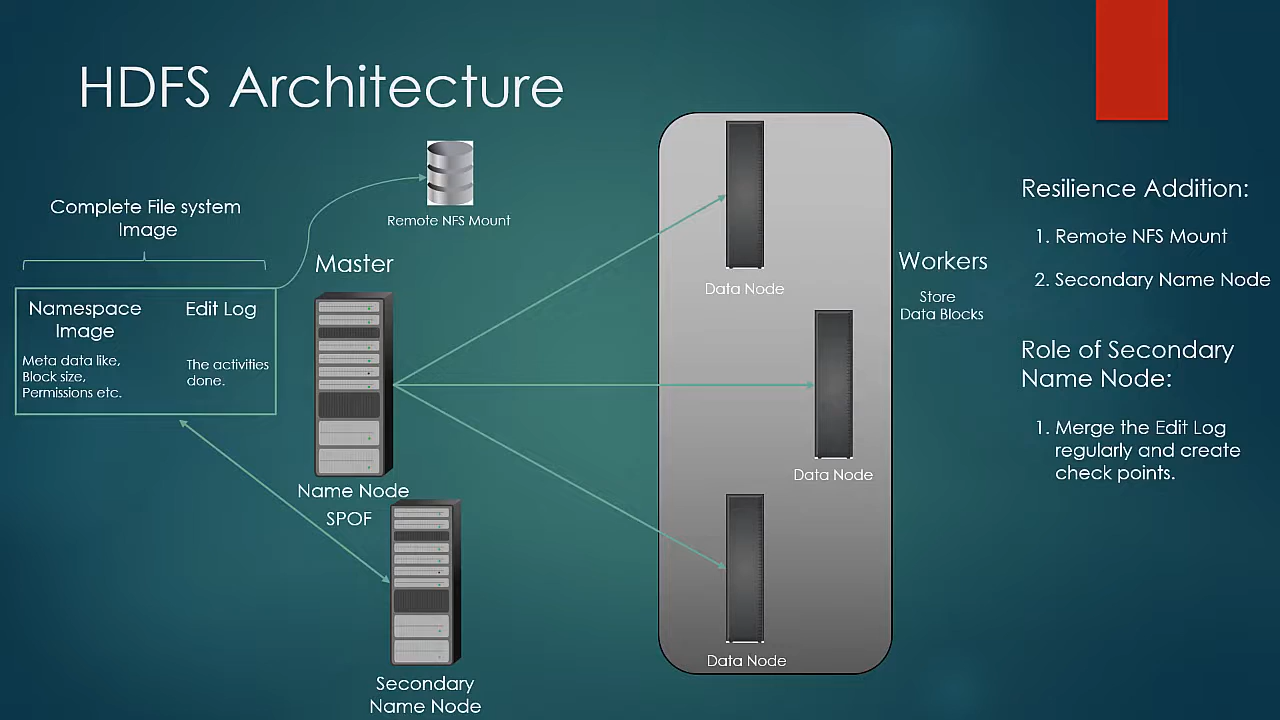 HDFS Architecture
Remote NFS Mount
Complete File system
Image
Namespace
Image
Meta data like,
Block size,
Permissions etc.
Edit Log
The activities
done.
Master
Name Node
SPOF
Secondary
Name Node
Data Node
Data Node
Data Node
Workers
Store
Data Blocks
Resilience Addition:
1. Remote NFS Mount
2. Secondary Name Node
Role of Secondary
Name Node:
1. Merge the Edit Log
regularly and create
check points.